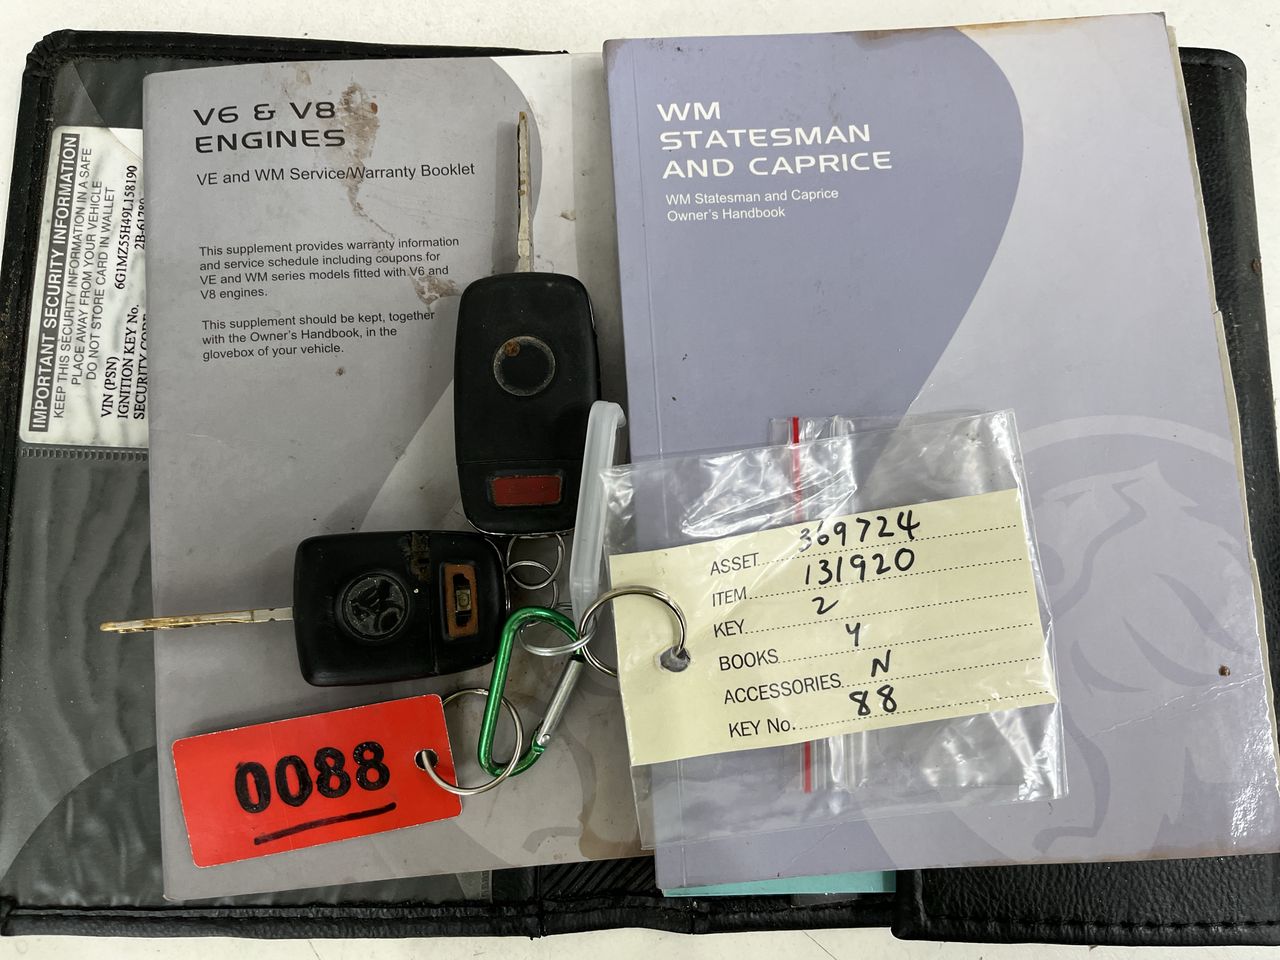 IMPORTANT SECURITY INFORMATION
KEEP THIS SECURITY INFORMATION IN A SAFE
PLACE AWAY FROM YOUR VEHICLE
DO NOT STORE CARD IN WALLET
VIN (PSN) 6G1MZ55H49L158190
IGNITION KEY No.
SECURITY CODE
V6 & V8
ENGINES
VE and WM Service/Warranty Booklet
This supplement provides warranty information
and service schedule including coupons for
VE and WM series models fitted with V6 and
V8 engines.
This supplement should be kept, together
with the Owner's Handbook, in the
glovebox of your vehicle.
WM
STATESMAN
AND CAPRICE
WM Statesman and Caprice
Owner's Handbook
ASSET 369724
ITEM 131920
KEY 2
BOOKS Y
ACCESSORIES N
KEY No. 88
0088